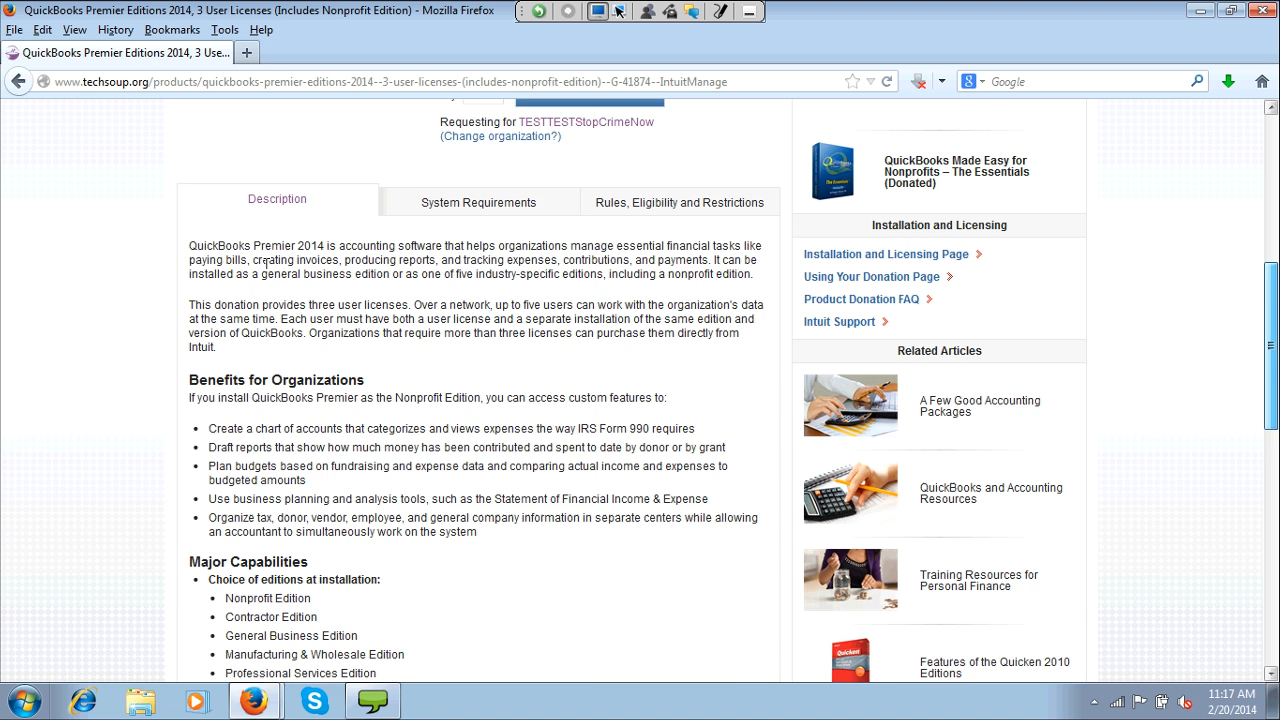 QuickBooks Premier Editions 2014, 3 User Licenses (Includes Nonprofit Edition) - Mozilla Firefox
File Edit View History Bookmarks Tools Help
QuickBooks Premier Editions 2014, 3 Use...
www.techsoup.org/products/quickbooks-premier-editions-2014--3-user-licenses-(includes-nonprofit-edition)--G-41874--IntuitManage
Google
Requesting for TESTTESTStopCrimeNow
(Change organization?)
Description
System Requirements
Rules, Eligibility and Restrictions
QuickBooks Premier 2014 is accounting software that helps organizations manage essential financial tasks like
paying bills, creating invoices, producing reports, and tracking expenses, contributions, and payments. It can be
installed as a general business edition or as one of five industry-specific editions, including a nonprofit edition.
This donation provides three user licenses. Over a network, up to five users can work with the organization's data
at the same time. Each user must have both a user license and a separate installation of the same edition and
version of QuickBooks. Organizations that require more than three licenses can purchase them directly from
Intuit.
Benefits for Organizations
If you install QuickBooks Premier as the Nonprofit Edition, you can access custom features to:
Create a chart of accounts that categorizes and views expenses the way IRS Form 990 requires
Draft reports that show how much money has been contributed and spent to date by donor or by grant
Plan budgets based on fundraising and expense data and comparing actual income and expenses to
budgeted amounts
Use business planning and analysis tools, such as the Statement of Financial Income & Expense
Organize tax, donor, vendor, employee, and general company information in separate centers while allowing
an accountant to simultaneously work on the system
Major Capabilities
Choice of editions at installation:
Nonprofit Edition
Contractor Edition
General Business Edition
Manufacturing & Wholesale Edition
Professional Services Edition
QuickBooks Made Easy for
Nonprofits – The Essentials
(Donated)
Installation and Licensing
Installation and Licensing Page
Using Your Donation Page
Product Donation FAQ
Intuit Support
Related Articles
A Few Good Accounting
Packages
QuickBooks and Accounting
Resources
Training Resources for
Personal Finance
Quicken
Features of the Quicken 2010
Editions
11:17 AM
2/20/2014